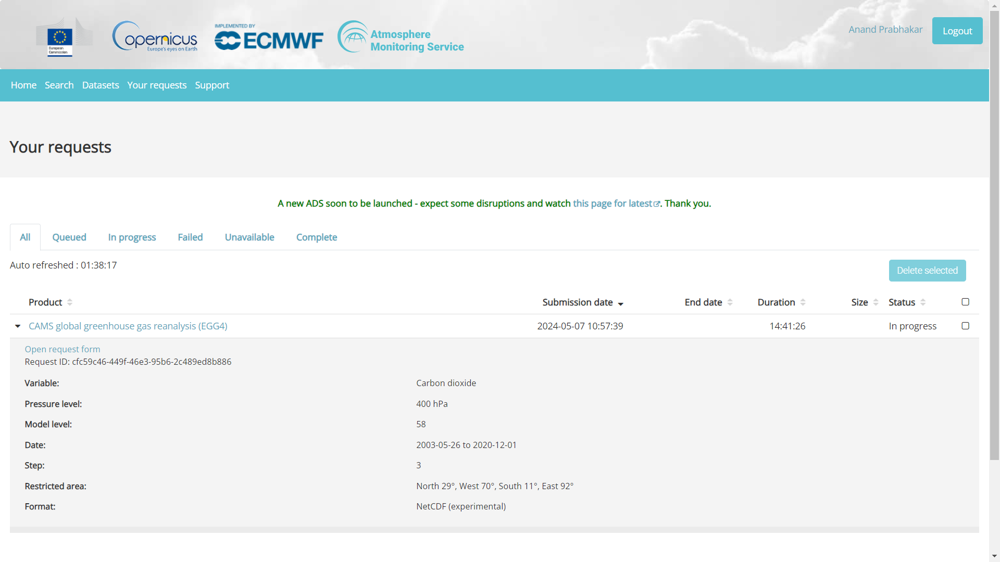 European
Commission
opernicus
Europe's eyes on Earth
IMPLEMENTED BY
ECMWF
Atmosphere
Monitoring Service
Anand Prabhakar
Logout
Home Search Datasets Your requests Support
Your requests
A new ADS soon to be launched - expect some disruptions and watch this page for latest. Thank you.
All Queued In progress Failed Unavailable Complete
Auto refreshed : 01:38:17
Delete selected
Product Submission date End date Duration Size Status
CAMS global greenhouse gas reanalysis (EGG4) 2024-05-07 10:57:39 14:41:26 In progress
Open request form
Request ID: cfc59c46-449f-46e3-95b6-2c489ed8b886
Variable: Carbon dioxide
Pressure level: 400 hPa
Model level: 58
Date: 2003-05-26 to 2020-12-01
Step: 3
Restricted area: North 29°, West 70°, South 11°, East 92°
Format: NetCDF (experimental)